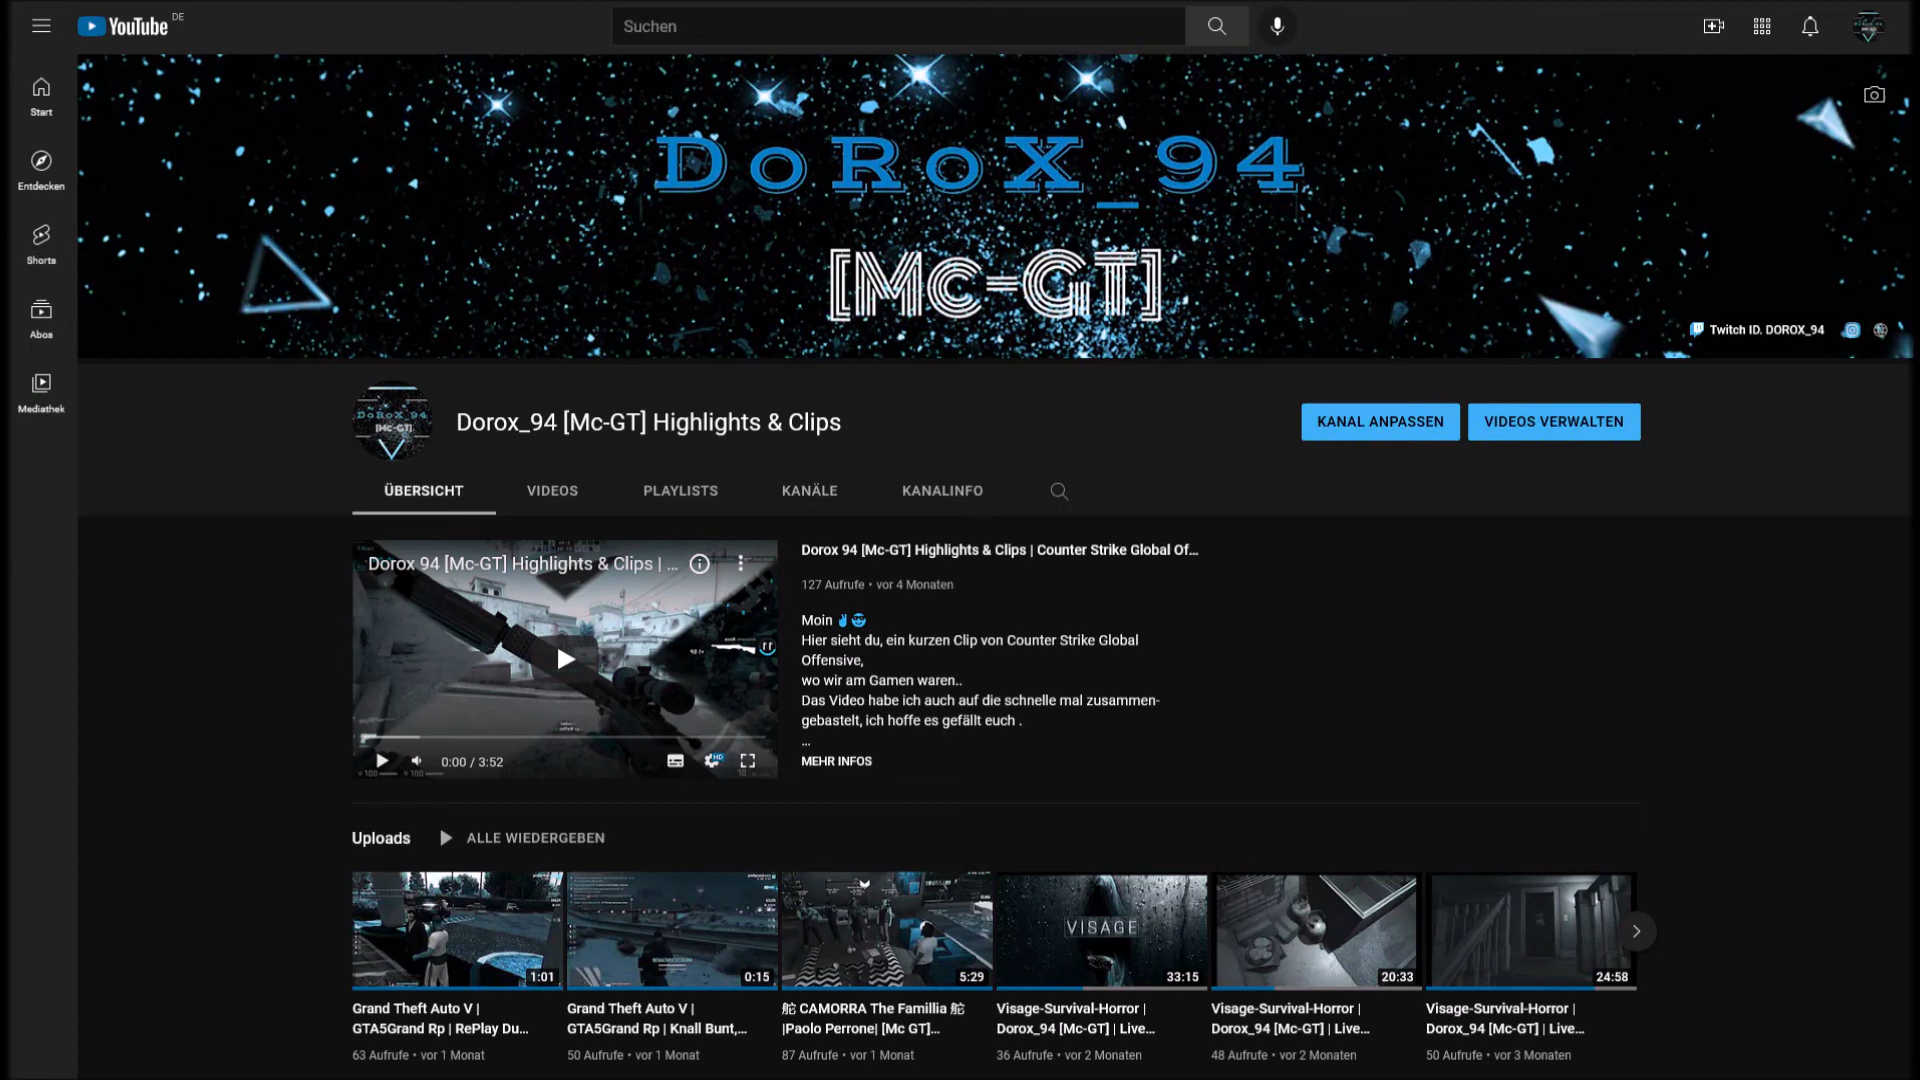 YouTube DE
Suchen
Start
Entdecken
Shorts
Abos
Mediathek
DoRoX_94
[Mc=GT]
Twitch ID. DOROX_94
DoRoX_94
[Mc-GT]
Dorox_94 [Mc-GT] Highlights & Clips
KANAL ANPASSEN
VIDEOS VERWALTEN
ÜBERSICHT
VIDEOS
PLAYLISTS
KANÄLE
KANALINFO
Dorox 94 [Mc-GT] Highlights & Clips | ...
0:00 / 3:52
HD
Dorox 94 [Mc-GT] Highlights & Clips | Counter Strike Global Of...
127 Aufrufe • vor 4 Monaten
Moin ✌️😎
Hier sieht du, ein kurzen Clip von Counter Strike Global
Offensive,
wo wir am Gamen waren..
Das Video habe ich auch auf die schnelle mal zusammen-
gebastelt, ich hoffe es gefällt euch .
...
MEHR INFOS
Uploads
ALLE WIEDERGEBEN
1:01
Grand Theft Auto V |
GTA5Grand Rp | RePlay Du...
63 Aufrufe • vor 1 Monat
0:15
Grand Theft Auto V |
GTA5Grand Rp | Knall Bunt,...
50 Aufrufe • vor 1 Monat
5:29
舵 CAMORRA The Famillia 舵
|Paolo Perrone| [Mc GT]...
87 Aufrufe • vor 1 Monat
VISAGE
33:15
Visage-Survival-Horror |
Dorox_94 [Mc-GT] | Live...
36 Aufrufe • vor 2 Monaten
20:33
Visage-Survival-Horror |
Dorox_94 [Mc-GT] | Live...
48 Aufrufe • vor 2 Monaten
24:58
Visage-Survival-Horror |
Dorox_94 [Mc-GT] | Live...
50 Aufrufe • vor 3 Monaten